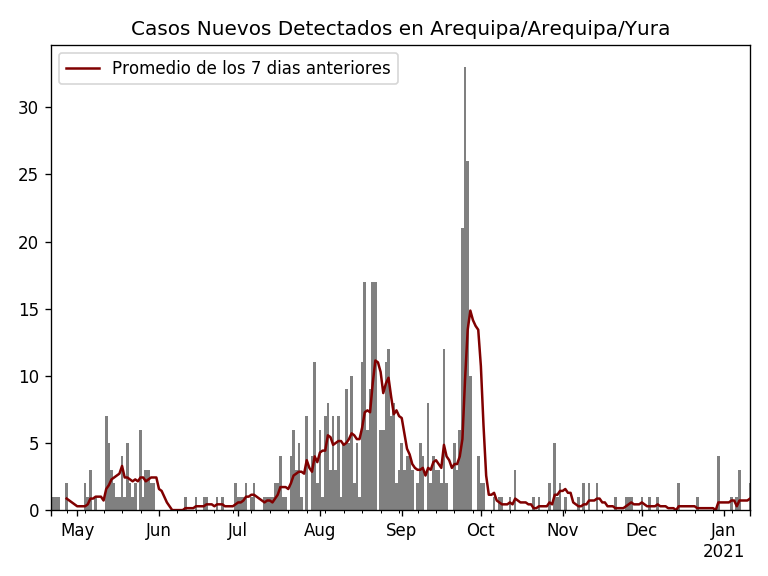 Casos Nuevos Detectados en Arequipa/Arequipa/Yura
Promedio de los 7 dias anteriores
30
25
20
15
10
5
0
May Jun Jul Aug Sep Oct Nov Dec Jan
2021